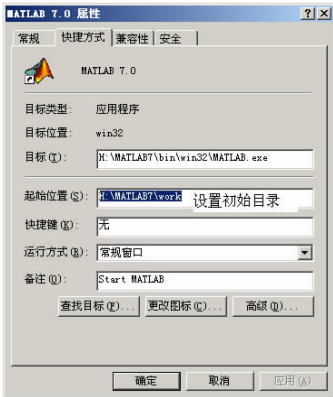 MATLAB 7.0 属性
常规 快捷方式 兼容性 安全
MATLAB 7.0
目标类型: 应用程序
目标位置: win32
目标(T): H:\MATLAB7\bin\win32\MATLAB.exe
起始位置(S): H:\MATLAB7\work 设置初始目录
快捷键(K): 无
运行方式(R): 常规窗口
备注(O): Start MATLAB
查找目标(F)... 更改图标(C)... 高级(D)...
确定 取消 应用(A)